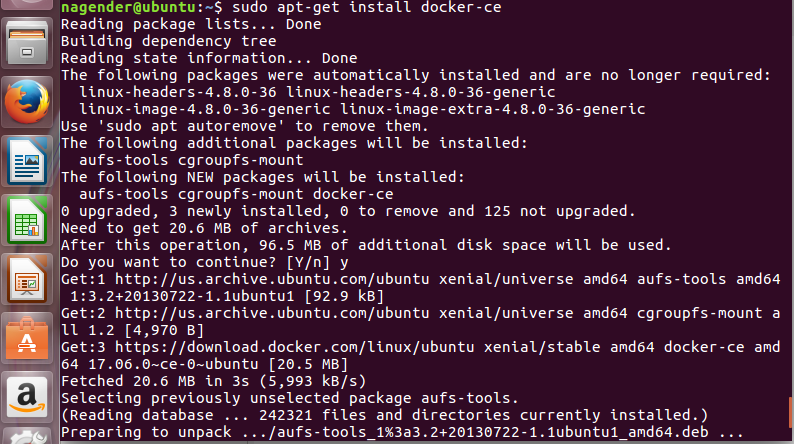 nagender@ubuntu:~$ sudo apt-get install docker-ce
Reading package lists... Done
Building dependency tree
Reading state information... Done
The following packages were automatically installed and are no longer required:
  linux-headers-4.8.0-36 linux-headers-4.8.0-36-generic
  linux-image-4.8.0-36-generic linux-image-extra-4.8.0-36-generic
Use 'sudo apt autoremove' to remove them.
The following additional packages will be installed:
  aufs-tools cgroupfs-mount
The following NEW packages will be installed:
  aufs-tools cgroupfs-mount docker-ce
0 upgraded, 3 newly installed, 0 to remove and 125 not upgraded.
Need to get 20.6 MB of archives.
After this operation, 96.5 MB of additional disk space will be used.
Do you want to continue? [Y/n] y
Get:1 http://us.archive.ubuntu.com/ubuntu xenial/universe amd64 aufs-tools amd64
 1:3.2+20130722-1.1ubuntu1 [92.9 kB]
Get:2 http://us.archive.ubuntu.com/ubuntu xenial/universe amd64 cgroupfs-mount a
ll 1.2 [4,970 B]
Get:3 https://download.docker.com/linux/ubuntu xenial/stable amd64 docker-ce amd
64 17.06.0~ce-0~ubuntu [20.5 MB]
Fetched 20.6 MB in 3s (5,993 kB/s)
Selecting previously unselected package aufs-tools.
(Reading database ... 242321 files and directories currently installed.)
Preparing to unpack .../aufs-tools_1%3a3.2+20130722-1.1ubuntu1_amd64.deb ...